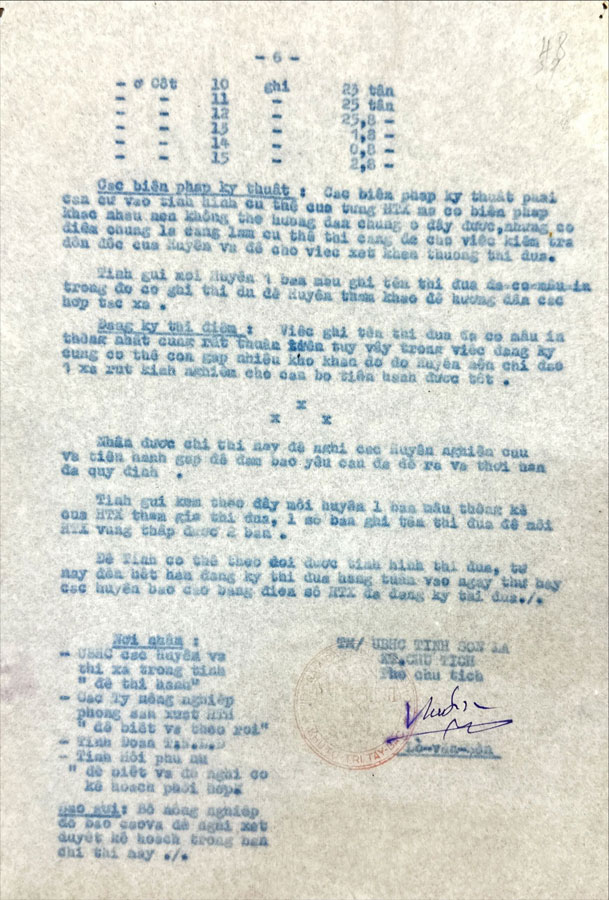 - 6 -
48
- ở Cột 10 ghi 23 tấn
- - 11 - 25 tấn
- - 12 - 25,8 -
- - 13 - 1,8 -
- - 14 - 0,8 -
- - 15 - 2,8 -
Các biện pháp kỹ thuật : Các biện pháp kỹ thuật phải
căn cứ vào tình hình cụ thể của từng HTX mà có biện pháp
khác nhau nên không thể hướng dẫn chung ở đây được, nhưng có
điểm chung là càng làm cụ thể thì càng dễ cho việc kiểm tra
đôn đốc của Huyện và dễ cho việc xét khen thưởng thi đua.
Tỉnh gửi mỗi Huyện 1 bản mẫu ghi tên thi đua đã có mẫu in
trong đó có ghi thí dụ để Huyện tham khảo để hướng dẫn các
hợp tác xã .
Đăng ký thí điểm : Việc ghi tên thi đua đã có mẫu in
thống nhất cũng rất thuận tiện tuy vậy trong việc đăng ký
cũng có thể còn gặp nhiều khó khăn do đó Huyện nên chỉ đạo
1 xã rút kinh nghiệm cho cán bộ tiến hành được tốt .
x
x x
Nhận được chỉ thị này đề nghị các Huyện nghiên cứu
và tiến hành gấp để đảm bảo yêu cầu đã đề ra và thời hạn
đã quy định .
Tỉnh gửi kèm theo đây mỗi huyện 1 bản mẫu thống kê
của HTX tham gia thi đua, 1 số bản ghi tên thi đua để mỗi
HTX vùng thấp được 2 bản .
Để Tỉnh có thể theo dõi được tình hình thi đua, từ
nay đến hết hạn đăng ký thi đua hàng tuần vào ngày thứ bảy
các huyện báo cáo bằng điện số HTX đã đăng ký thi đua./.
Nơi nhận :
- UBHC các huyện và
thị xã trong tỉnh
" để thi hành"
- Các Ty nông nghiệp
phòng sản xuất HTN
"để biết và theo rõi"
- Tỉnh Đoàn T.N.L.Đ
- Tỉnh Hội phụ nữ
" để biết và đề nghị có
kế hoạch phối hợp.
Sao gửi: Bộ nông nghiệp
để báo cáo và đề nghị xét
duyệt kế hoạch trong bản
chỉ thị này ./.
TM/ UBHC TỈNH SƠN LA
KT.CHỦ TỊCH
Phó chủ tịch
Lò-văn-